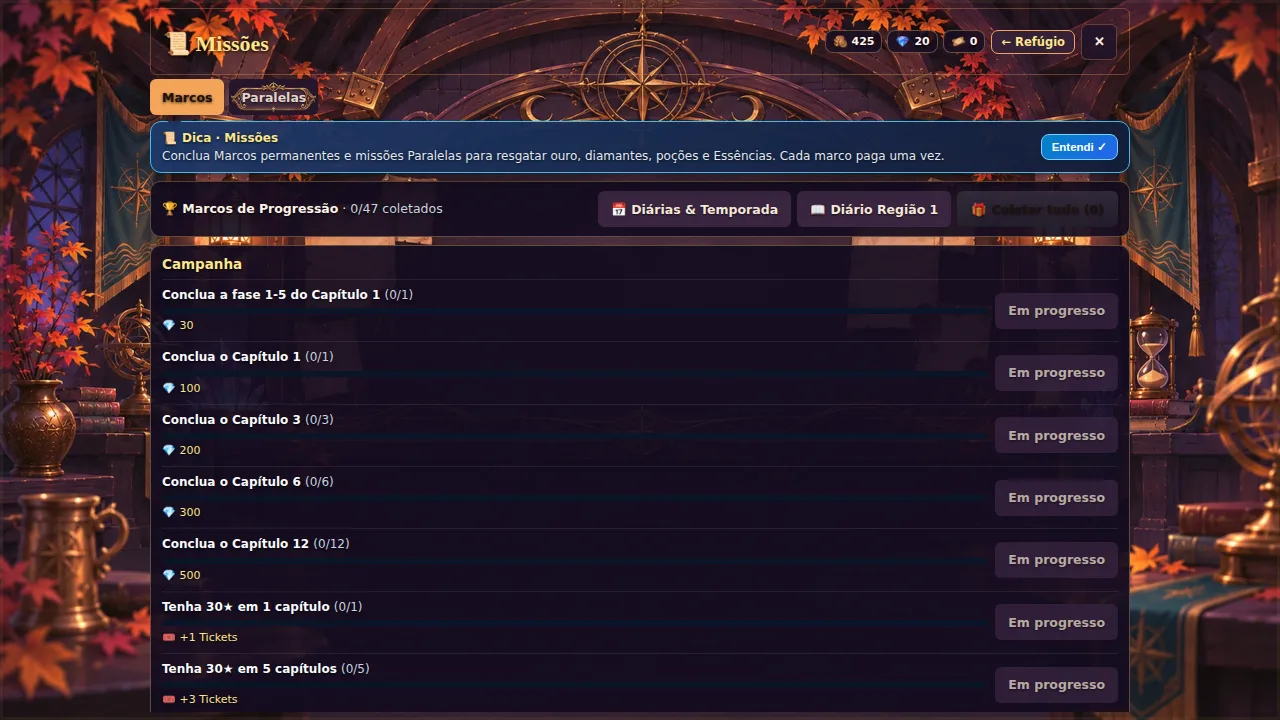 📜 Missões
425 20 0 ← Refúgio ✕
Marcos Paralelas
📜 Dica · Missões
Conclua Marcos permanentes e missões Paralelas para resgatar ouro, diamantes, poções e Essências. Cada marco paga uma vez.
Entendi ✓
🏆 Marcos de Progressão · 0/47 coletados
📅 Diárias & Temporada 📖 Diário Região 1 🎁 Coletar tudo (0)
Campanha
Conclua a fase 1-5 do Capítulo 1 (0/1)
💎 30
Em progresso
Conclua o Capítulo 1 (0/1)
💎 100
Em progresso
Conclua o Capítulo 3 (0/3)
💎 200
Em progresso
Conclua o Capítulo 6 (0/6)
💎 300
Em progresso
Conclua o Capítulo 12 (0/12)
💎 500
Em progresso
Tenha 30★ em 1 capítulo (0/1)
🎟️ +1 Tickets
Em progresso
Tenha 30★ em 5 capítulos (0/5)
🎟️ +3 Tickets
Em progresso